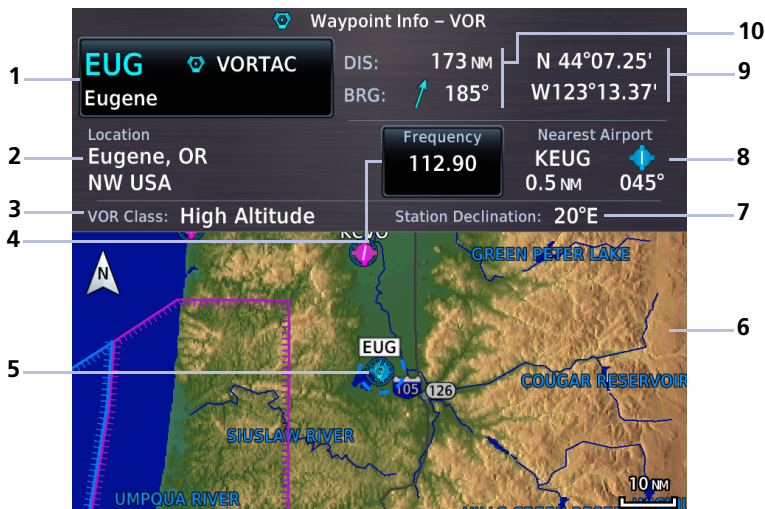 Waypoint Info – VOR
10
1
EUG VORTAC
Eugene
DIS: 173 NM
BRG: 185°
N 44°07.25'
W123°13.37'
9
2
Location
Eugene, OR
NW USA
Frequency
112.90
Nearest Airport
KEUG
0.5 NM 045°
8
3
VOR Class: High Altitude
Station Declination: 20°E
7
4
KCVO
GREEN PETER LAKE
N
6
EUG
5
105
126
COUGAR RESERVOIR
SIUSLAW RIVER
10 NM
UMPQUA RIVER